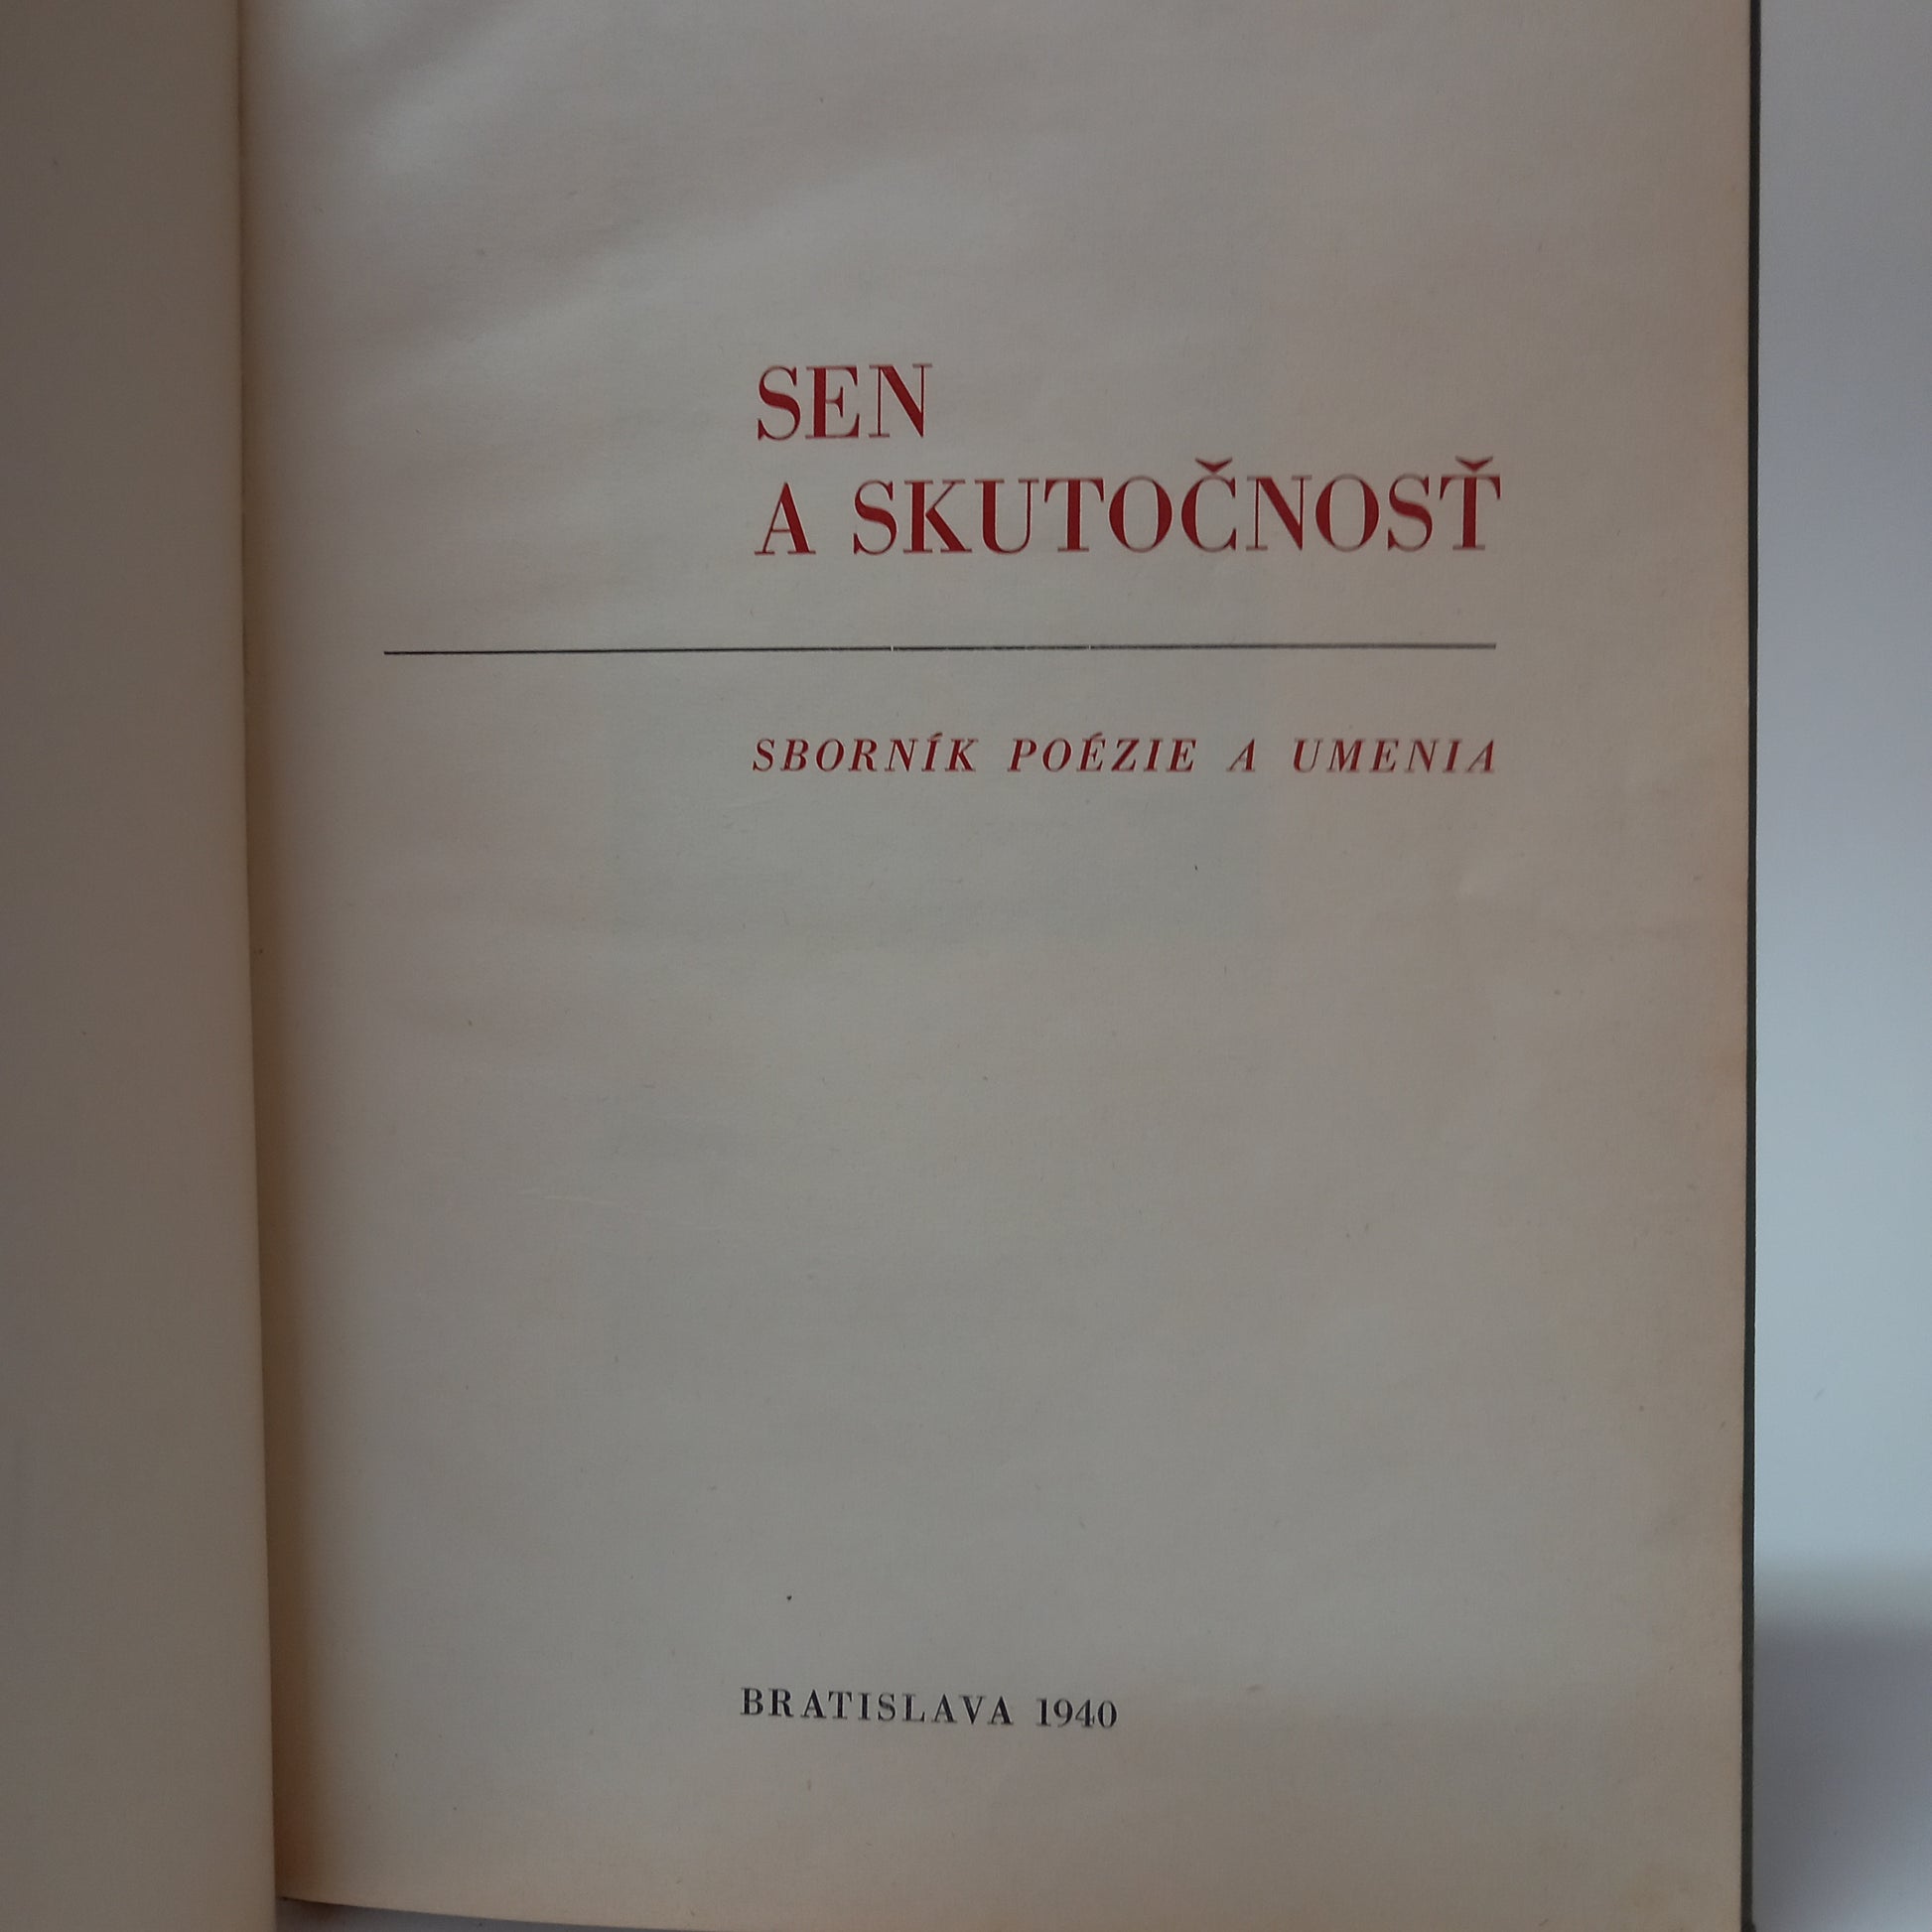 SEN
A SKUTOČNOSŤ
SBORNÍK POÉZIE A UMENIA
BRATISLAVA 1940